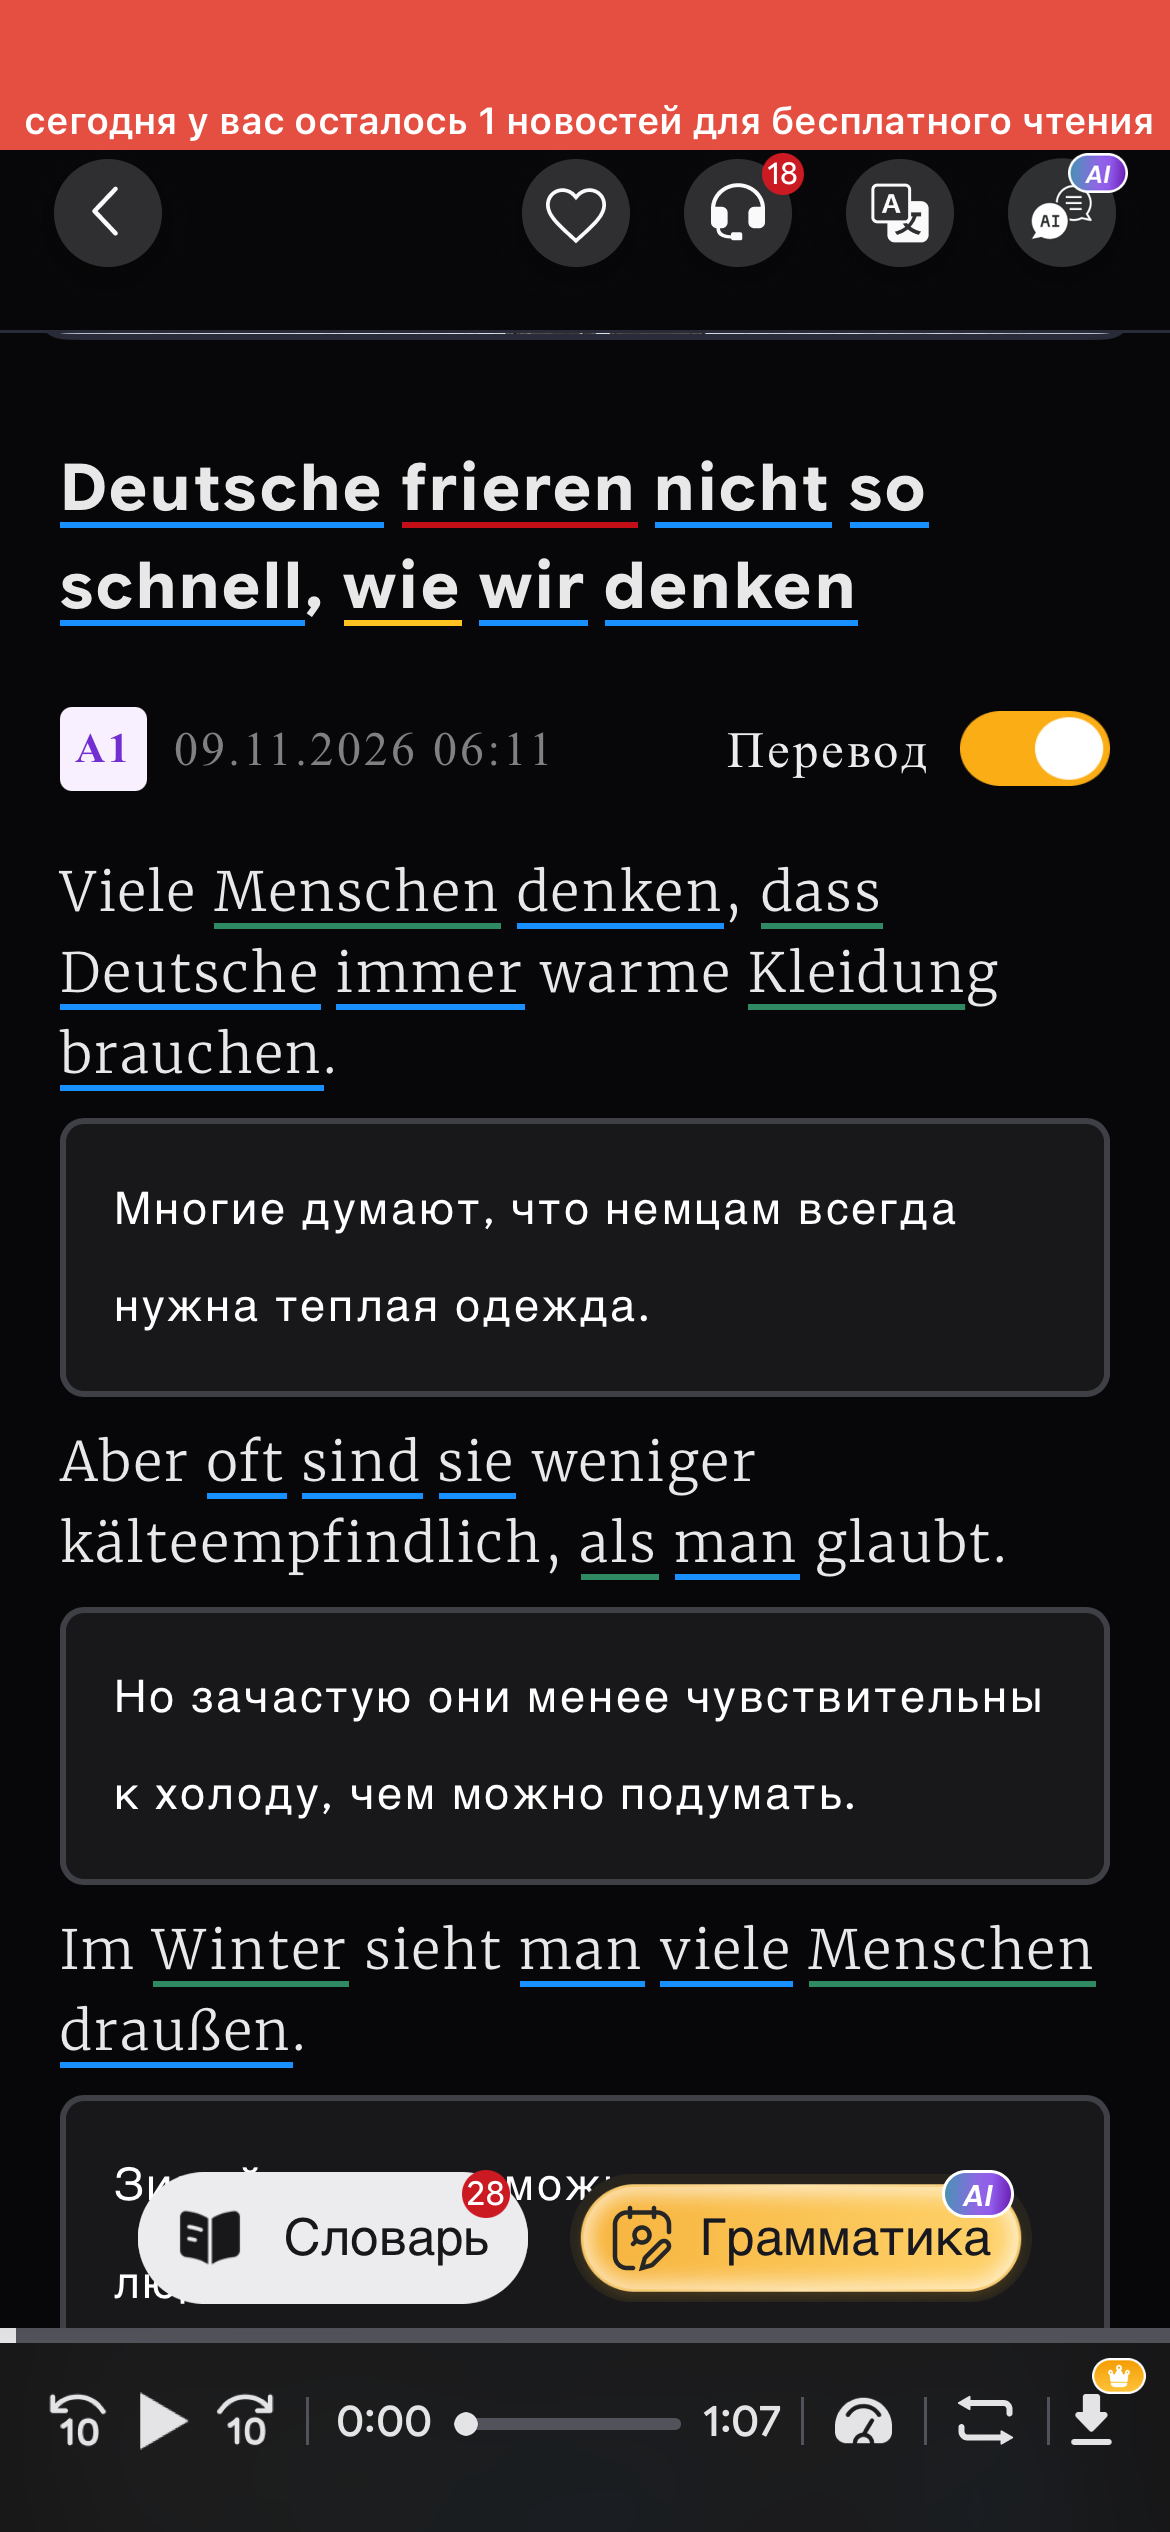 сегодня у вас осталось 1 новостей для бесплатного чтения
18
A
文
AI
AI
Deutsche frieren nicht so
schnell, wie wir denken
A1 09.11.2026 06:11 Перевод
Viele Menschen denken, dass
Deutsche immer warme Kleidung
brauchen.
Многие думают, что немцам всегда
нужна теплая одежда.
Aber oft sind sie weniger
kälteempfindlich, als man glaubt.
Но зачастую они менее чувствительны
к холоду, чем можно подумать.
Im Winter sieht man viele Menschen
draußen.
28
Словарь
AI
Грамматика
10
10
0:00
1:07